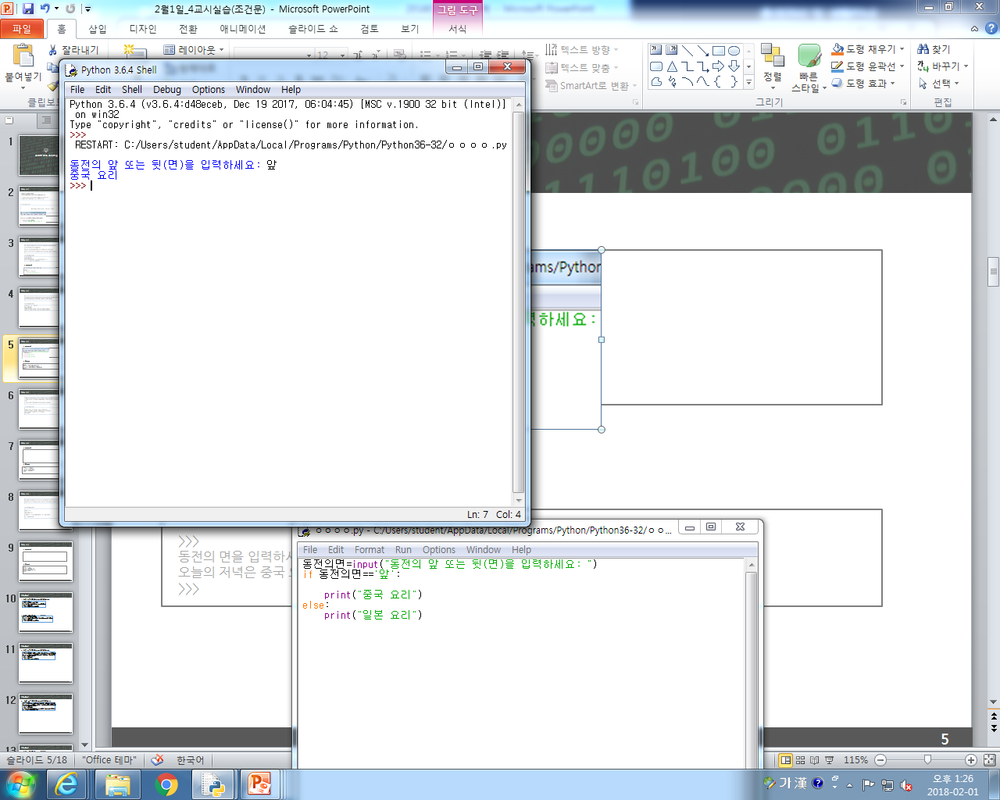 2월1일_4교시실습(조건문) - Microsoft PowerPoint
그림 도구
파일 홈 삽입 디자인 전환 애니메이션 슬라이드 쇼 검토 보기 서식
붙여넣기
잘라내기
레이아웃
12
텍스트 방향
텍스트 맞춤
SmartArt로 변환
정렬
빠른 스타일
도형 채우기
도형 윤곽선
도형 효과
그리기
찾기
바꾸기
선택
편집
Python 3.6.4 Shell
File Edit Shell Debug Options Window Help
Python 3.6.4 (v3.6.4:d48eceb, Dec 19 2017, 06:04:45) [MSC v.1900 32 bit (Intel)]
on win32
Type "copyright", "credits" or "license()" for more information.
>>>
RESTART: C:/Users/student/AppData/Local/Programs/Python/Python36-32/ㅇㅇㅇㅇ.py
동전의 앞 또는 뒷(면)을 입력하세요: 앞
중국 요리
>>>
Ln: 7 Col: 4
1
2
3
4
5
6
7
8
9
10
11
12
13
ams/Python
하세요:
>>>
동전의 면을 입력하세
오늘의 저녁은 중국
>>>
ㅇㅇㅇㅇ.py - C:/Users/student/AppData/Local/Programs/Python/Python36-32/ㅇㅇ...
File Edit Format Run Options Window Help
동전의면=input("동전의 앞 또는 뒷(면)을 입력하세요: ")
if 동전의면=='앞':
print("중국 요리")
else:
print("일본 요리")
5
슬라이드 5/18 "Office 테마" 한국어 115%
가 漢
오후 1:26
2018-02-01